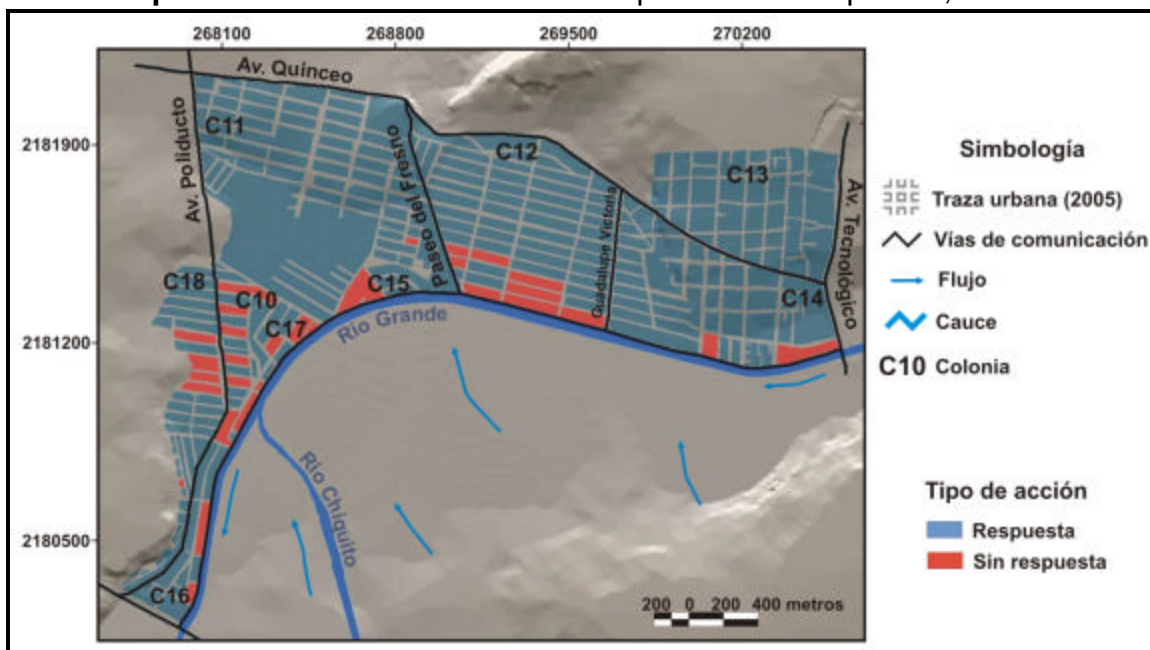 268100 268800 269500 270200
2181900
2181200
2180500
Av. Quinceo
Av. Poliducto
Paseo del Fresno
Guadalupe Victoria
Av. Tecnológico
C11
C12
C13
C18
C10
C17
C15
C14
C16
Río Grande
Río Chiquito
200 0 200 400 metros
Simbología
Traza urbana (2005)
Vías de comunicación
Flujo
Cauce
C10 Colonia
Tipo de acción
Respuesta
Sin respuesta